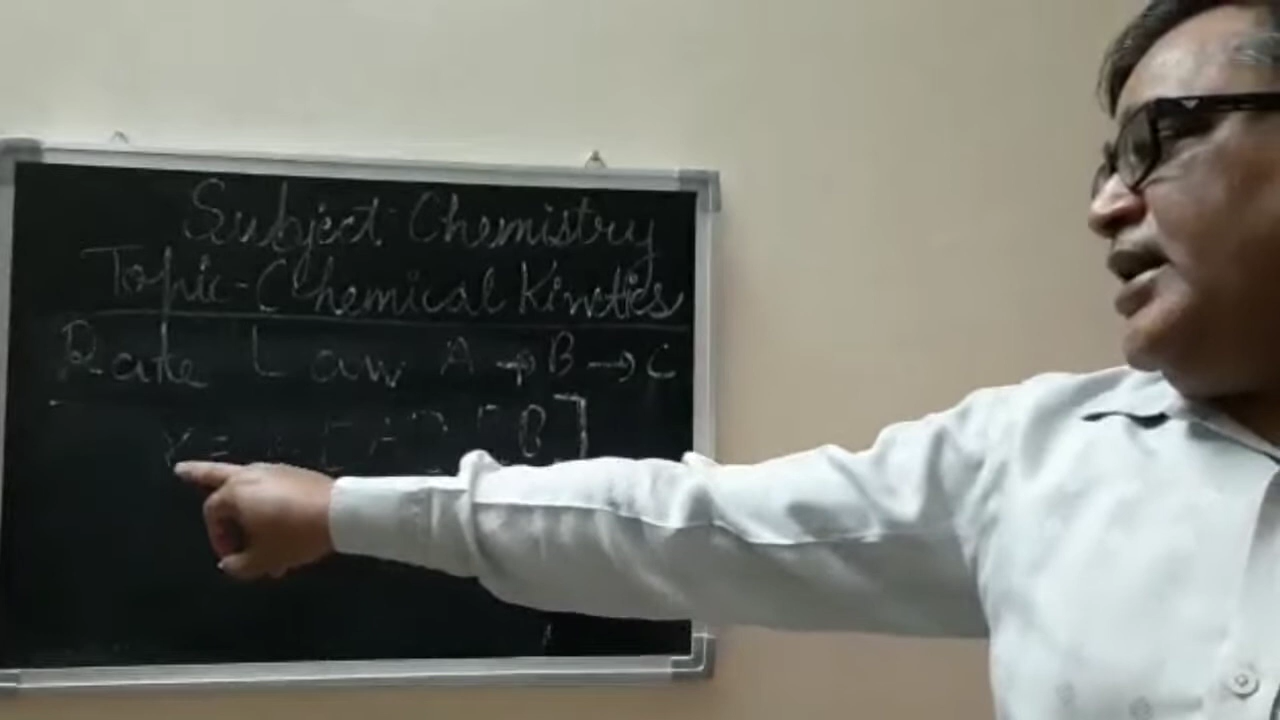 Subject: Chemistry
Topic - Chemical Kinetics
Rate Law A + B → C
r = k [A] [B]